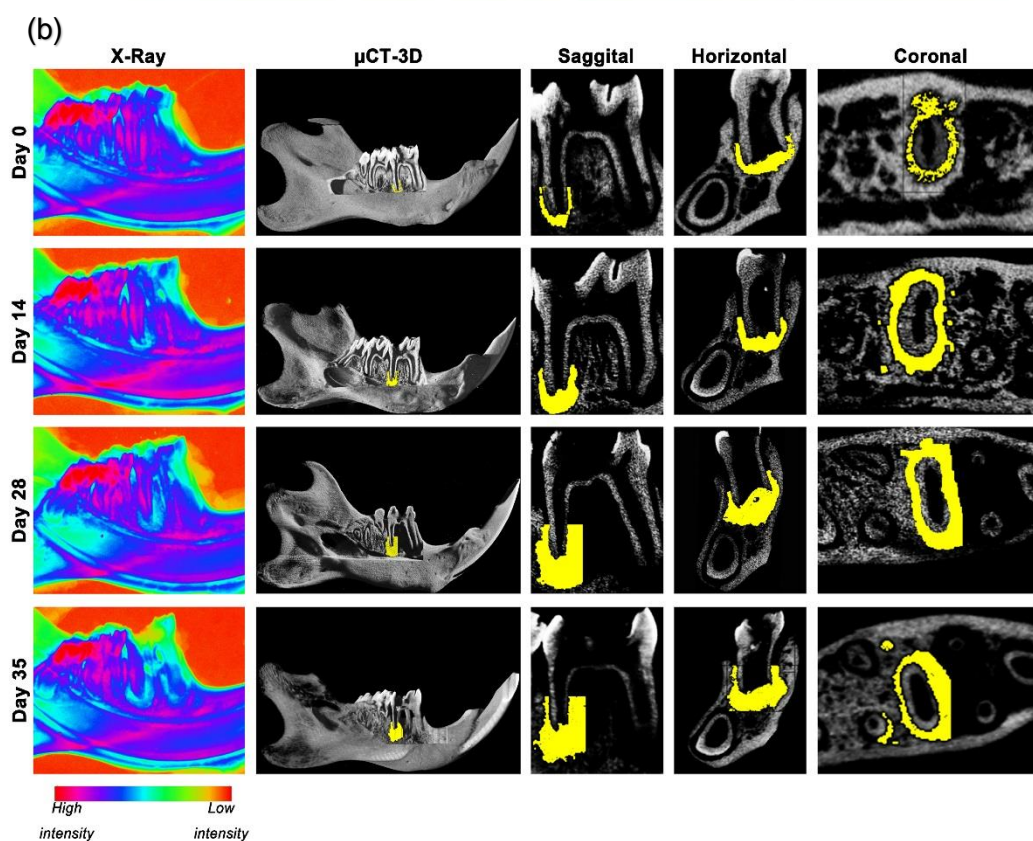 (b)
X-Ray
µCT-3D
Saggital
Horizontal
Coronal
Day 0
Day 14
Day 28
Day 35
High
intensity
Low
intensity